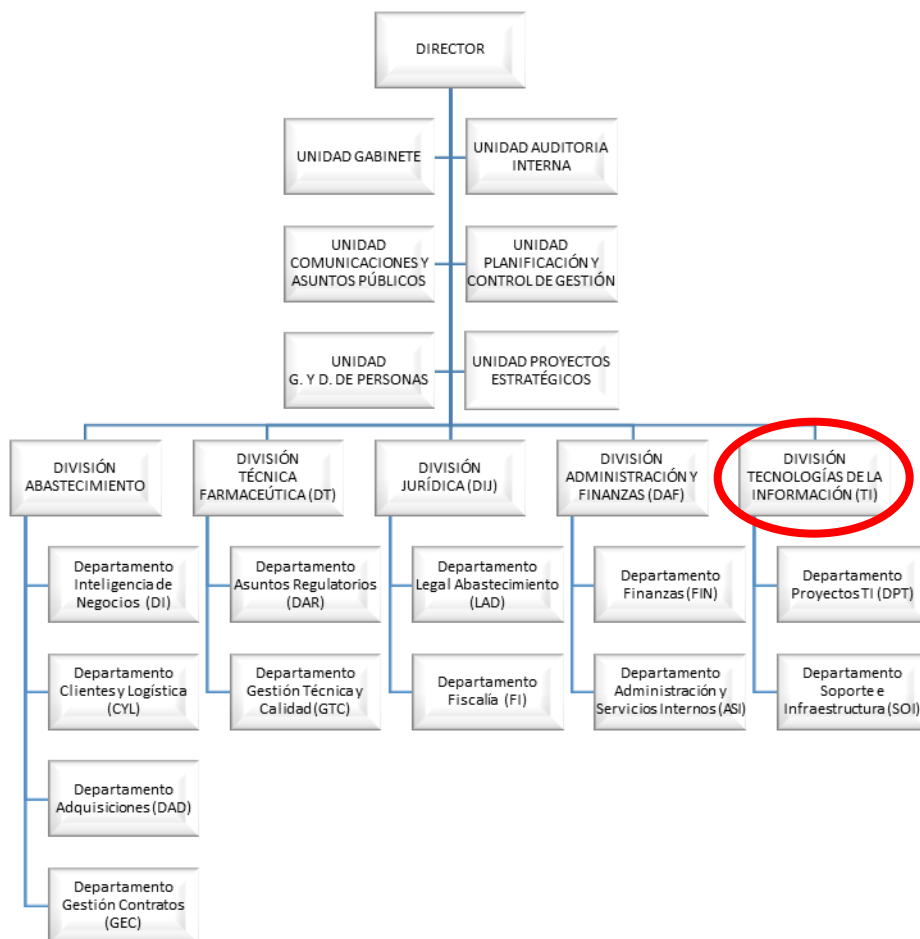 DIRECTOR
UNIDAD GABINETE
UNIDAD AUDITORIA
INTERNA
UNIDAD
COMUNICACIONES Y
ASUNTOS PÚBLICOS
UNIDAD
PLANIFICACIÓN Y
CONTROL DE GESTIÓN
UNIDAD
G. Y D. DE PERSONAS
UNIDAD PROYECTOS
ESTRATÉGICOS
DIVISIÓN
ABASTECIMIENTO
DIVISIÓN
TÉCNICA
FARMACEÚTICA (DT)
DIVISIÓN
JURÍDICA (DIJ)
DIVISIÓN
ADMINISTRACIÓN Y
FINANZAS (DAF)
DIVISIÓN
TECNOLOGÍAS DE LA
INFORMACIÓN (TI)
Departamento
Inteligencia de
Negocios (DI)
Departamento
Clientes y Logística
(CYL)
Departamento
Adquisiciones (DAD)
Departamento
Gestión Contratos
(GEC)
Departamento
Asuntos Regulatorios
(DAR)
Departamento
Gestión Técnica y
Calidad (GTC)
Departamento
Legal Abastecimiento
(LAD)
Departamento
Fiscalía (FI)
Departamento
Finanzas (FIN)
Departamento
Administración y
Servicios Internos (ASI)
Departamento
Proyectos TI (DPT)
Departamento
Soporte e
Infraestructura (SOI)